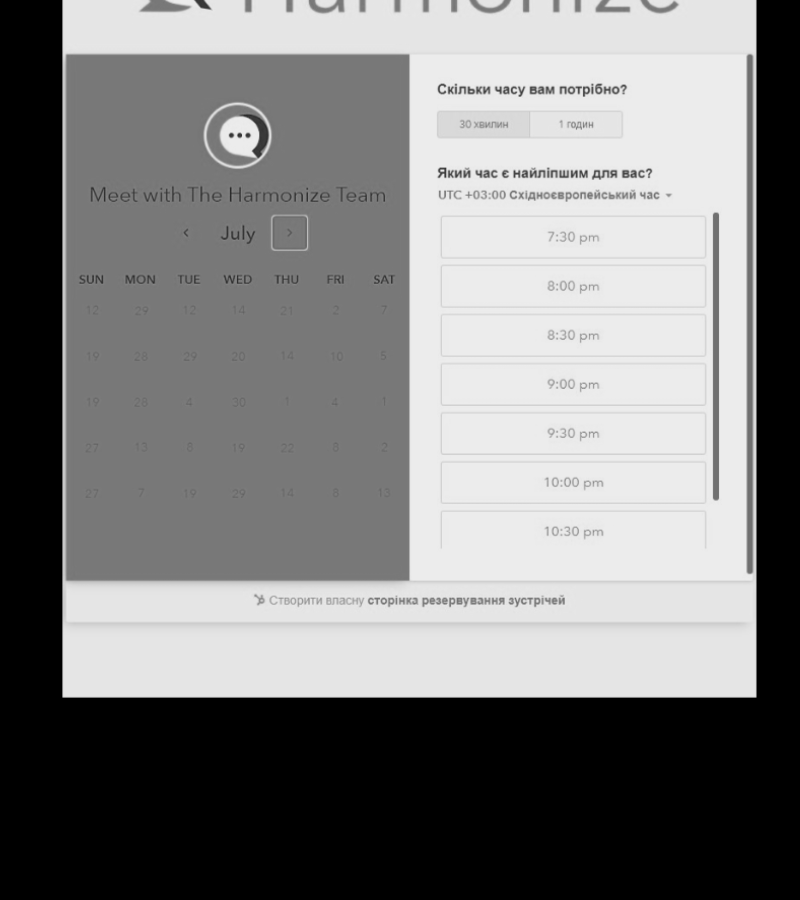 Harmonize
Meet with The Harmonize Team
July
SUN MON TUE WED THU FRI SAT
12 29 12 14 21 2 7
19 28 29 20 14 10 5
19 28 4 30 1 4 1
27 13 8 19 22 8 2
27 7 19 29 14 8 13
Скільки часу вам потрібно?
30 хвилин 1 годин
Який час є найліпшим для вас?
UTC +03:00 Східноєвропейський час
7:30 pm
8:00 pm
8:30 pm
9:00 pm
9:30 pm
10:00 pm
10:30 pm
Створити власну сторінка резервування зустрічей